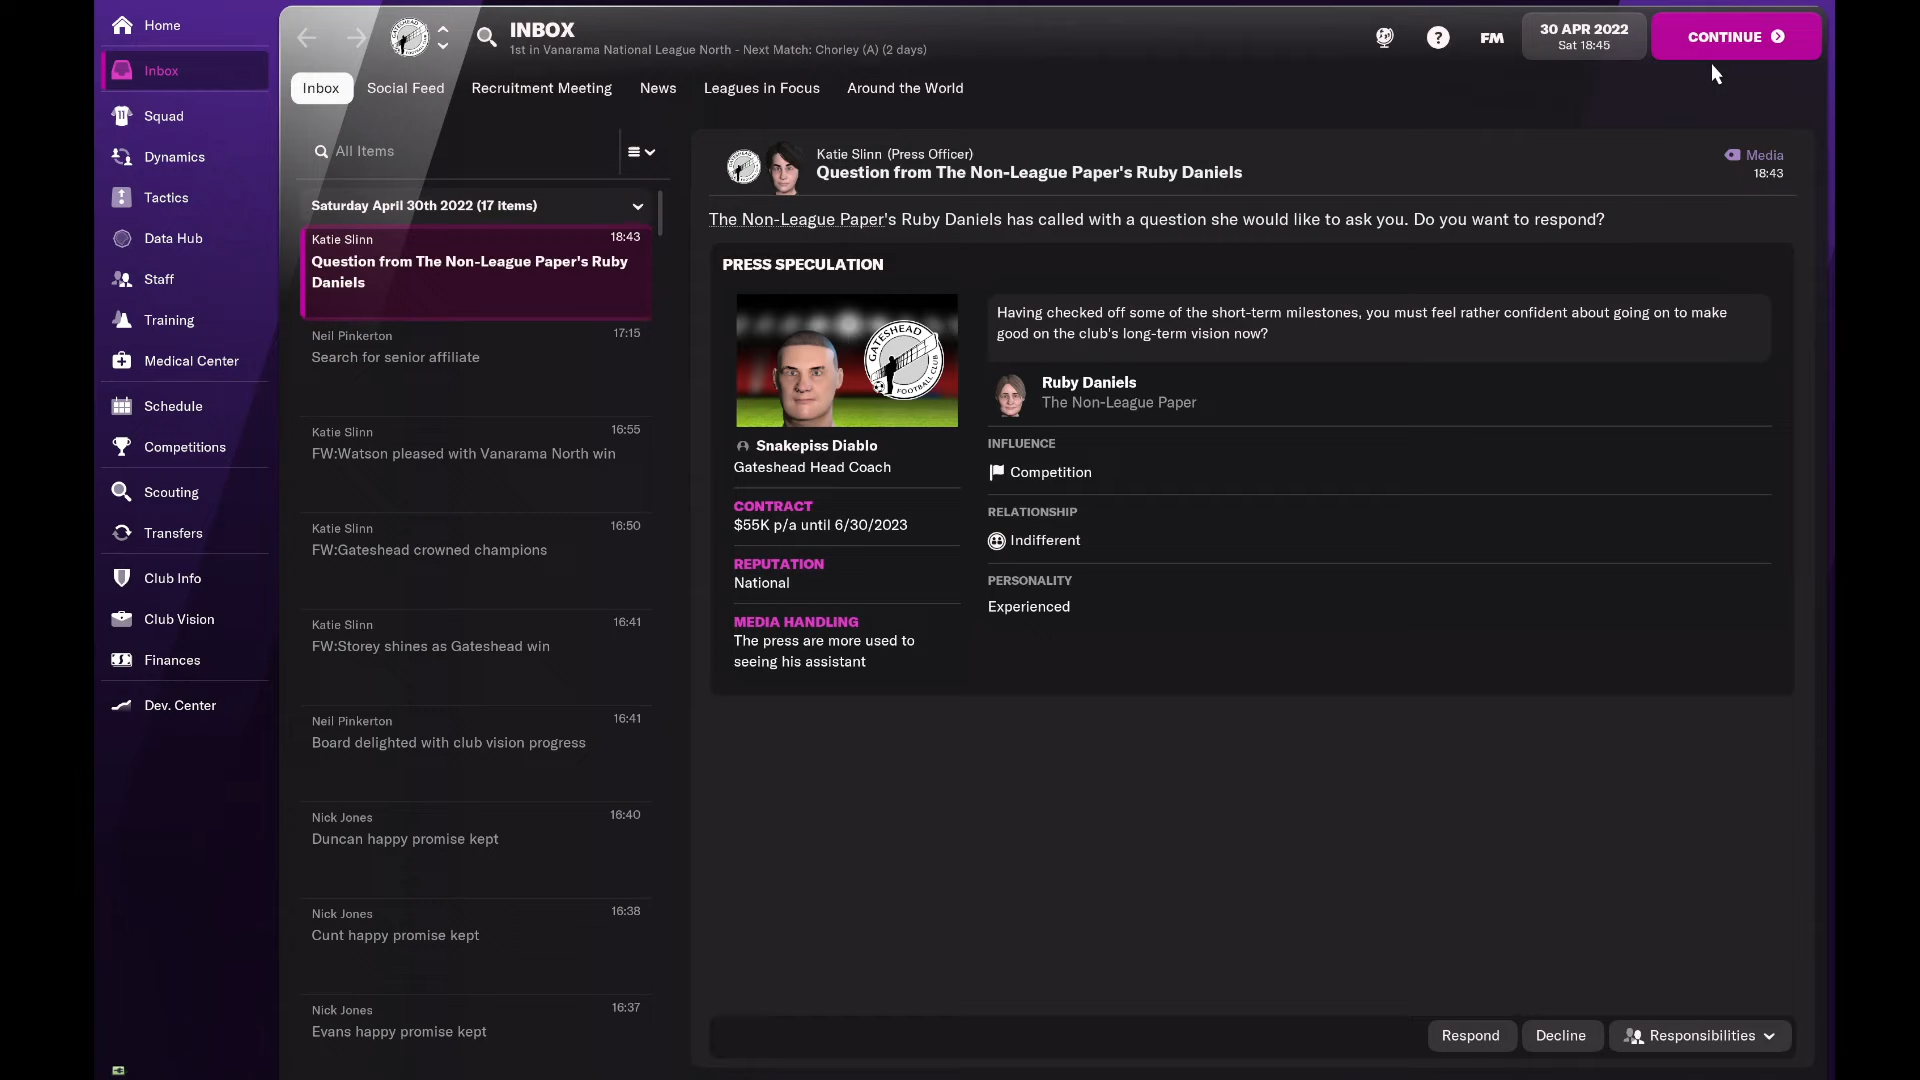 Home
Inbox
Squad
Dynamics
Tactics
Data Hub
Staff
Training
Medical Center
Schedule
Competitions
Scouting
Transfers
Club Info
Club Vision
Finances
Dev. Center
INBOX
1st in Vanarama National League North - Next Match: Chorley (A) (2 days)
FM
30 APR 2022
Sat 18:45
CONTINUE
Inbox
Social Feed
Recruitment Meeting
News
Leagues in Focus
Around the World
All Items
Saturday April 30th 2022 (17 items)
Katie Slinn
18:43
Question from The Non-League Paper's Ruby
Daniels
Neil Pinkerton
17:15
Search for senior affiliate
Katie Slinn
16:55
FW:Watson pleased with Vanarama North win
Katie Slinn
16:50
FW:Gateshead crowned champions
Katie Slinn
16:41
FW:Storey shines as Gateshead win
Neil Pinkerton
16:41
Board delighted with club vision progress
Nick Jones
16:40
Duncan happy promise kept
Nick Jones
16:38
Cunt happy promise kept
Nick Jones
16:37
Evans happy promise kept
Katie Slinn (Press Officer)
Question from The Non-League Paper's Ruby Daniels
Media
18:43
The Non-League Paper's Ruby Daniels has called with a question she would like to ask you. Do you want to respond?
PRESS SPECULATION
GATESHEAD
FOOTBALL CLUB
Snakepiss Diablo
Gateshead Head Coach
CONTRACT
$55K p/a until 6/30/2023
REPUTATION
National
MEDIA HANDLING
The press are more used to
seeing his assistant
Having checked off some of the short-term milestones, you must feel rather confident about going on to make
good on the club's long-term vision now?
Ruby Daniels
The Non-League Paper
INFLUENCE
Competition
RELATIONSHIP
Indifferent
PERSONALITY
Experienced
Respond
Decline
Responsibilities